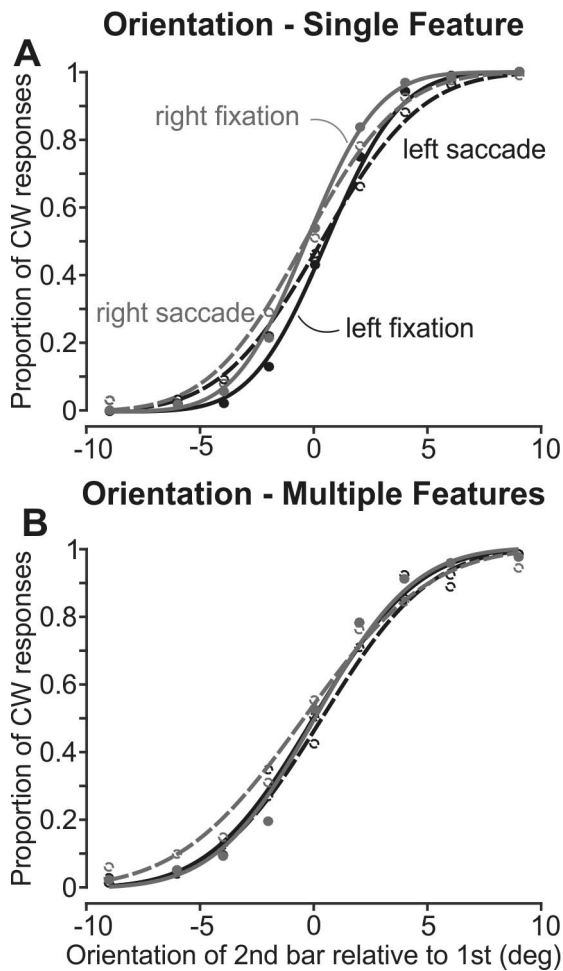 Orientation - Single Feature
A
Proportion of CW responses
1
0.8
0.6
0.4
0.2
0
right fixation
left saccade
right saccade
left fixation
-10 -5 0 5 10
Orientation - Multiple Features
B
Proportion of CW responses
1
0.8
0.6
0.4
0.2
0
-10 -5 0 5 10
Orientation of 2nd bar relative to 1st (deg)